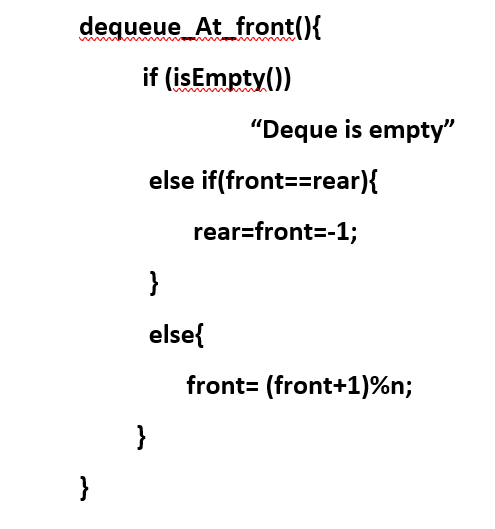 dequeue_At_front(){
if (isEmpty())
“Deque is empty”
else if(front==rear){
rear=front=-1;
}
else{
front= (front+1)%n;
}
}